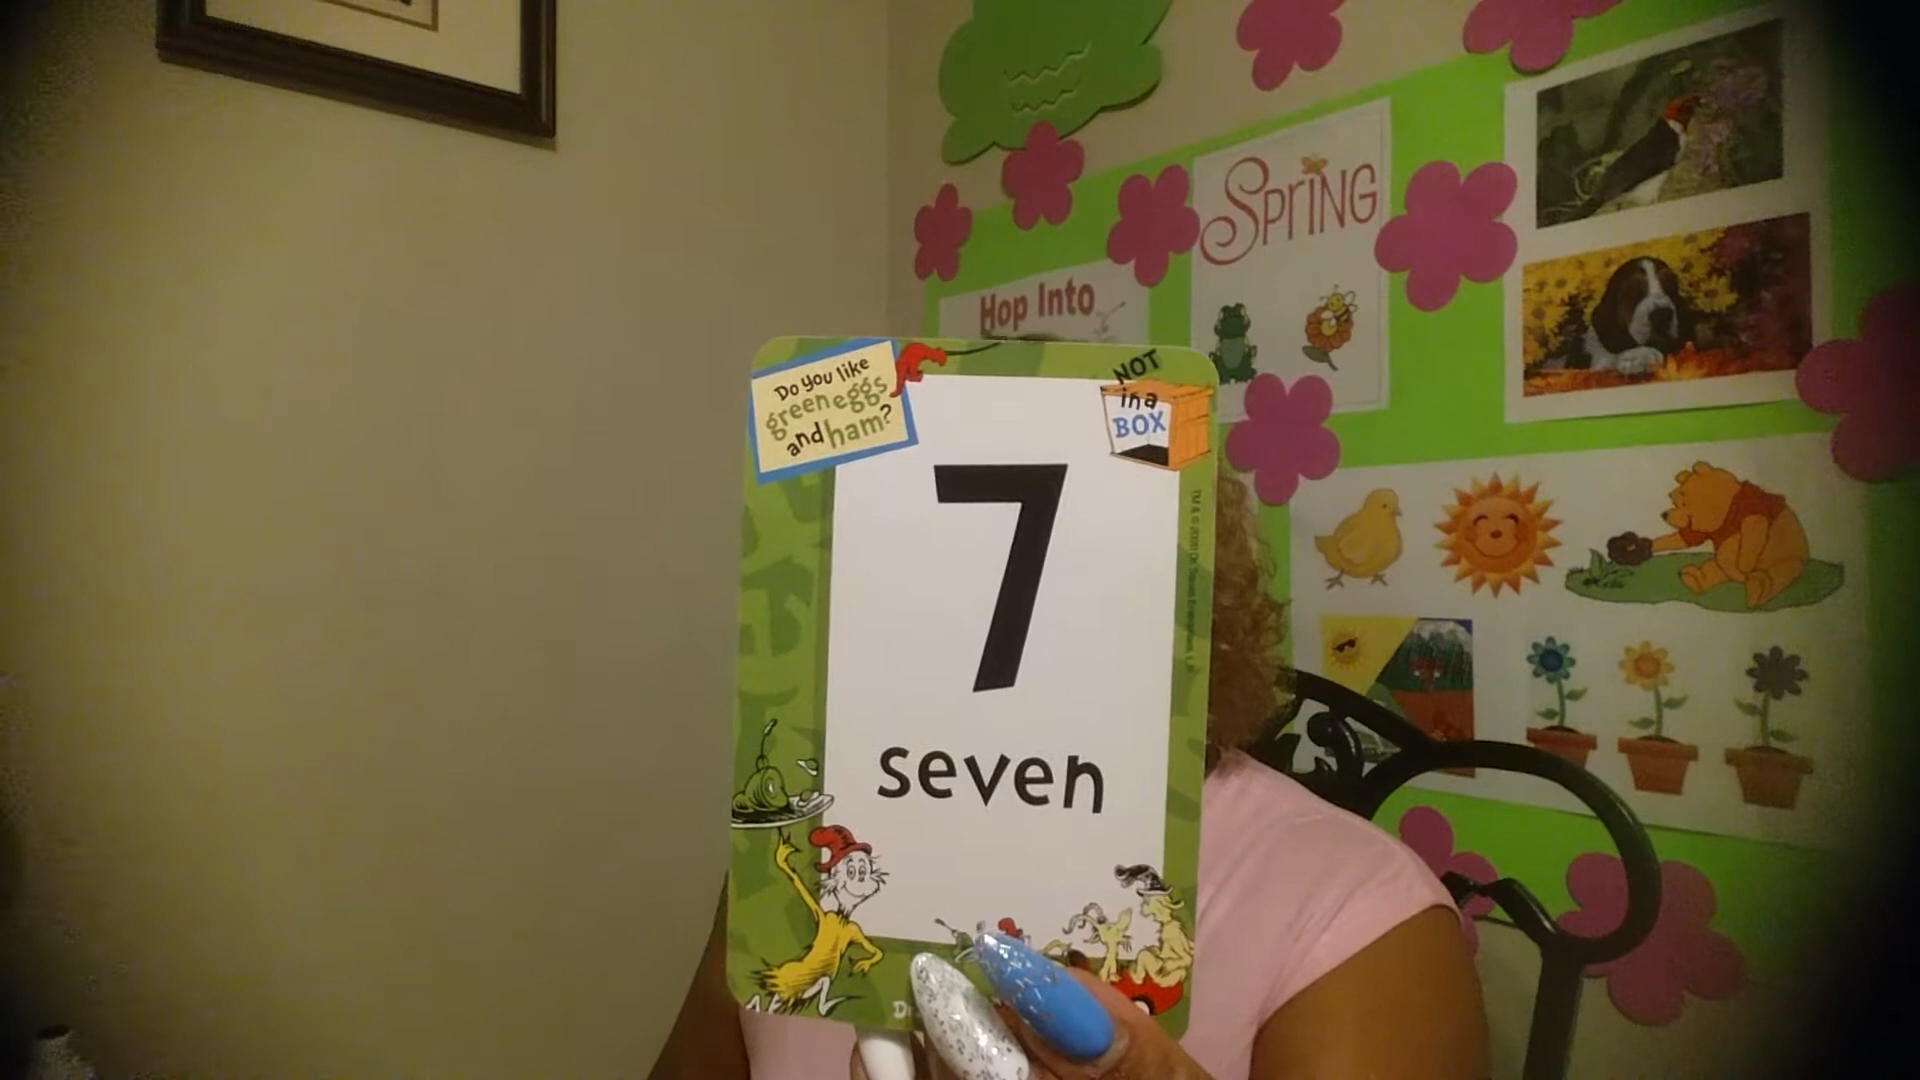 SPRING
Hop Into
Do you like
green eggs
and ham?
NOT
in a
BOX
7
seven